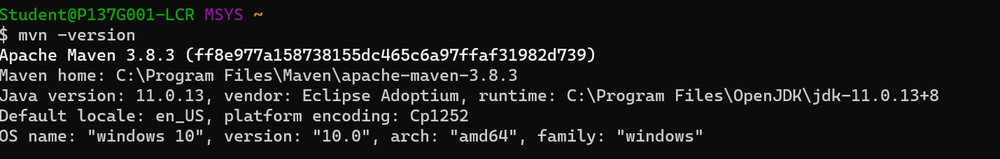 Student@P137G001-LCR MSYS ~
$ mvn -version
Apache Maven 3.8.3 (ff8e977a158738155dc465c6a97ffaf31982d739)
Maven home: C:\Program Files\Maven\apache-maven-3.8.3
Java version: 11.0.13, vendor: Eclipse Adoptium, runtime: C:\Program Files\OpenJDK\jdk-11.0.13+8
Default locale: en_US, platform encoding: Cp1252
OS name: "windows 10", version: "10.0", arch: "amd64", family: "windows"